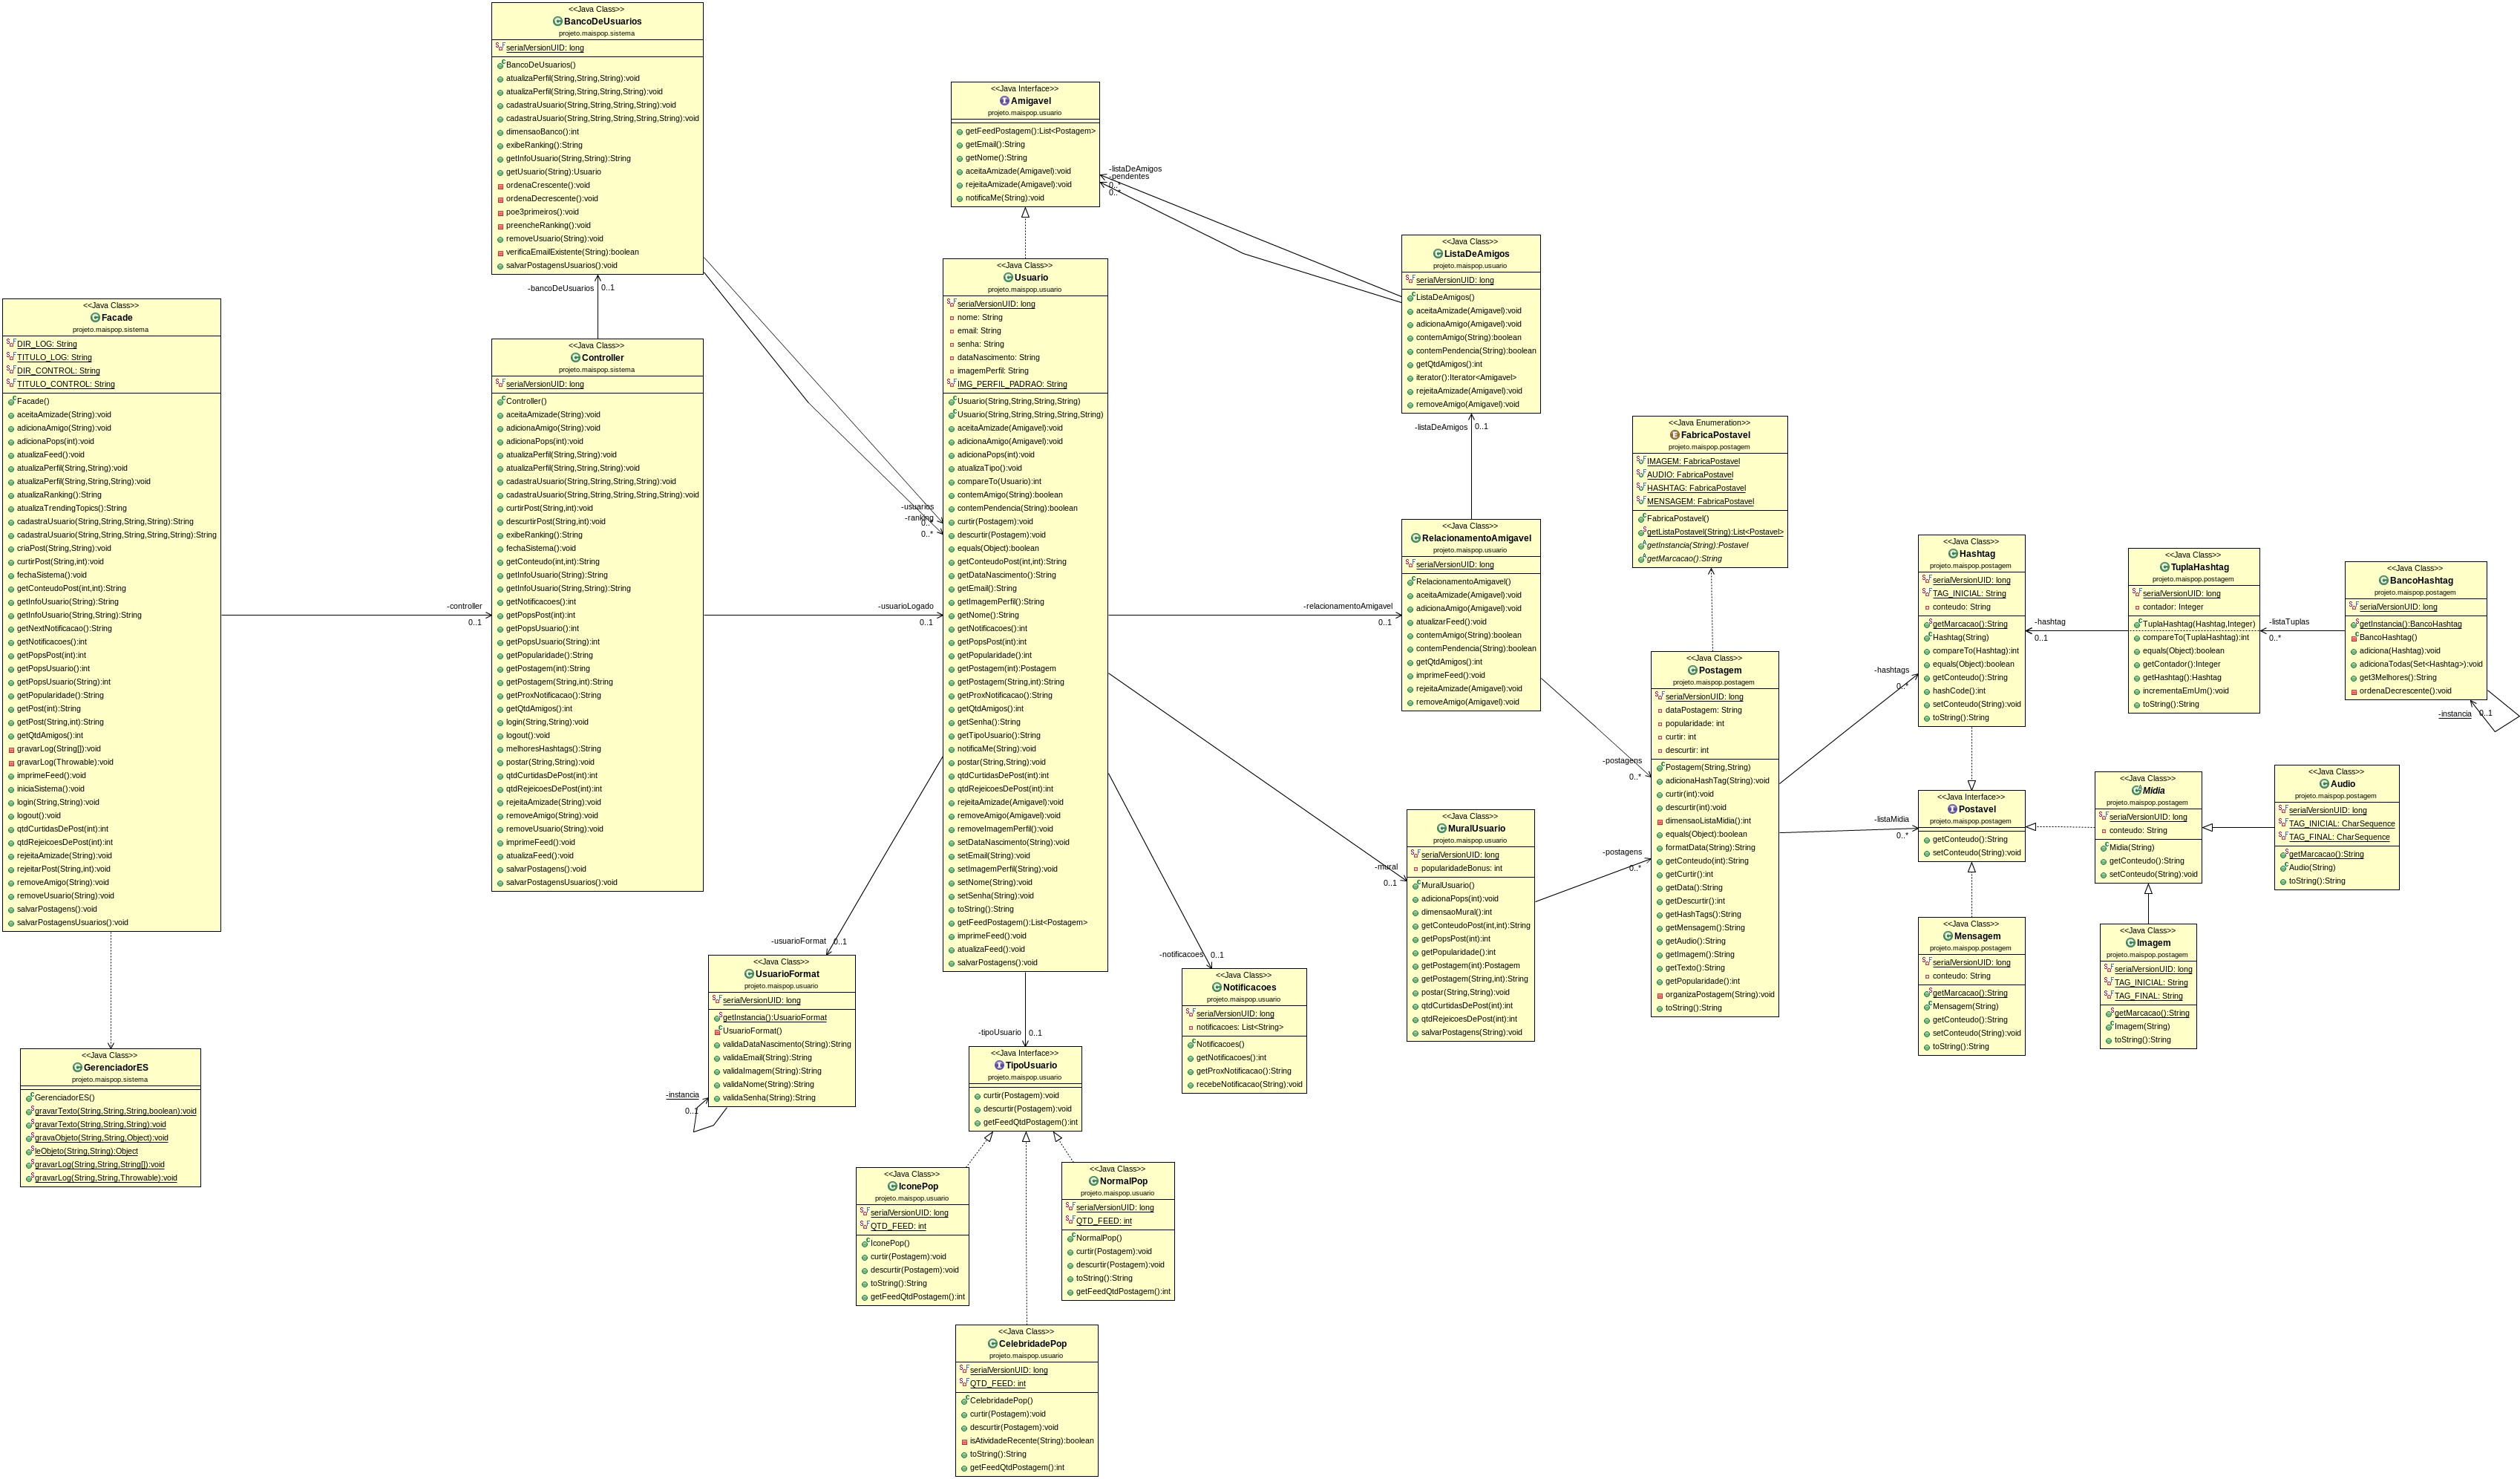 <<Java Class>>
BancoDeUsuarios
projeto.maispop.sistema
serialVersionUID: long
BancoDeUsuarios()
atualizaPerfil(String,String,String):void
atualizaPerfil(String,String,String,String):void
cadastraUsuario(String,String,String,String):void
cadastraUsuario(String,String,String,String,String):void
dimensaoBanco():int
exibeRanking():String
getInfoUsuario(String,String):String
getUsuario(String):Usuario
ordenaCrescente():void
ordenaDecrescente():void
poe3primeiros():void
preencheRanking():void
removeUsuario(String):void
verificaEmailExistente(String):boolean
salvarPostagensUsuarios():void
-bancoDeUsuarios
0..1
<<Java Class>>
Facade
projeto.maispop.sistema
DIR_LOG: String
TITULO_LOG: String
DIR_CONTROL: String
TITULO_CONTROL: String
Facade()
aceitaAmizade(String):void
adicionaAmigo(String):void
adicionaPops(int):void
atualizaFeed():void
atualizaPerfil(String,String):void
atualizaPerfil(String,String,String):void
atualizaRanking():String
atualizaTrendingTopics():String
cadastraUsuario(String,String,String,String):String
cadastraUsuario(String,String,String,String,String):String
criaPost(String,String):void
curtirPost(String,int):void
fechaSistema():void
getConteudoPost(int,int):String
getInfoUsuario(String):String
getInfoUsuario(String,String):String
getNextNotificacao():String
getNotificacoes():int
getPopsPost(int):int
getPopsUsuario():int
getPopsUsuario(String):int
getPopularidade():String
getPost(int):String
getPost(String,int):String
getQtdAmigos():int
gravarLog(String[]):void
gravarLog(Throwable):void
imprimeFeed():void
iniciaSistema():void
login(String,String):void
logout():void
qtdCurtidasDePost(int):int
qtdRejeicoesDePost(int):int
rejeitaAmizade(String):void
rejeitarPost(String,int):void
removeAmigo(String):void
removeUsuario(String):void
salvarPostagens():void
salvarPostagensUsuarios():void
-controller
0..1
<<Java Class>>
Controller
projeto.maispop.sistema
serialVersionUID: long
Controller()
aceitaAmizade(String):void
adicionaAmigo(String):void
adicionaPops(int):void
atualizaPerfil(String,String):void
atualizaPerfil(String,String,String):void
cadastraUsuario(String,String,String,String):void
cadastraUsuario(String,String,String,String,String):void
curtirPost(String,int):void
descurtirPost(String,int):void
exibeRanking():String
fechaSistema():void
getConteudo(int,int):String
getInfoUsuario(String):String
getInfoUsuario(String,String):String
getNotificacoes():int
getPopsPost(int):int
getPopsUsuario():int
getPopsUsuario(String):int
getPopularidade():String
getPostagem(int):String
getPostagem(String,int):String
getProxNotificacao():String
getQtdAmigos():int
login(String,String):void
logout():void
melhoresHashtags():String
postar(String,String):void
qtdCurtidasDePost(int):int
qtdRejeicoesDePost(int):int
rejeitaAmizade(String):void
removeAmigo(String):void
removeUsuario(String):void
imprimeFeed():void
atualizaFeed():void
salvarPostagens():void
salvarPostagensUsuarios():void
<<Java Class>>
GerenciadorES
projeto.maispop.sistema
GerenciadorES()
gravarTexto(String,String,String,boolean):void
gravarTexto(String,String,String):void
gravaObjeto(String,String,Object):void
leObjeto(String,String):Object
gravarLog(String,String,String[]):void
gravarLog(String,String,Throwable):void
<<Java Interface>>
Amigavel
projeto.maispop.usuario
getFeedPostagem():List<Postagem>
getEmail():String
getNome():String
aceitaAmizade(Amigavel):void
rejeitaAmizade(Amigavel):void
notificaMe(String):void
-listaDeAmigos
-pendentes
0..*
0..*
<<Java Class>>
Usuario
projeto.maispop.usuario
serialVersionUID: long
nome: String
email: String
senha: String
dataNascimento: String
imagemPerfil: String
IMG_PERFIL_PADRAO: String
Usuario(String,String,String,String)
Usuario(String,String,String,String,String)
aceitaAmizade(Amigavel):void
adicionaAmigo(Amigavel):void
adicionaPops(int):void
atualizaTipo():void
compareTo(Usuario):int
contemAmigo(String):boolean
contemPendencia(String):boolean
curtir(Postagem):void
descurtir(Postagem):void
equals(Object):boolean
getConteudoPost(int,int):String
getDataNascimento():String
getEmail():String
getImagemPerfil():String
getNome():String
getNotificacoes():int
getPopsPost(int):int
getPopularidade():int
getPostagem(int):Postagem
getPostagem(String,int):String
getProxNotificacao():String
getQtdAmigos():int
getSenha():String
getTipoUsuario():String
notificaMe(String):void
postar(String,String):void
qtdCurtidasDePost(int):int
qtdRejeicoesDePost(int):int
rejeitaAmizade(Amigavel):void
removeAmigo(Amigavel):void
removeImagemPerfil():void
setDataNascimento(String):void
setEmail(String):void
setImagemPerfil(String):void
setNome(String):void
setSenha(String):void
toString():String
getFeedPostagem():List<Postagem>
imprimeFeed():void
atualizaFeed():void
salvarPostagens():void
-usuarios
-ranking
0..*
0..*
-usuarioLogado
0..1
-usuarioFormat
0..1
<<Java Class>>
UsuarioFormat
projeto.maispop.usuario
serialVersionUID: long
getInstancia():UsuarioFormat
UsuarioFormat()
validaDataNascimento(String):String
validaEmail(String):String
validaImagem(String):String
validaNome(String):String
validaSenha(String):String
-instancia
0..1
-tipoUsuario
0..1
<<Java Interface>>
TipoUsuario
projeto.maispop.usuario
curtir(Postagem):void
descurtir(Postagem):void
getFeedQtdPostagem():int
<<Java Class>>
IconePop
projeto.maispop.usuario
serialVersionUID: long
QTD_FEED: int
IconePop()
curtir(Postagem):void
descurtir(Postagem):void
toString():String
getFeedQtdPostagem():int
<<Java Class>>
NormalPop
projeto.maispop.usuario
serialVersionUID: long
QTD_FEED: int
NormalPop()
curtir(Postagem):void
descurtir(Postagem):void
toString():String
getFeedQtdPostagem():int
<<Java Class>>
CelebridadePop
projeto.maispop.usuario
serialVersionUID: long
QTD_FEED: int
CelebridadePop()
curtir(Postagem):void
descurtir(Postagem):void
isAtividadeRecente(String):boolean
toString():String
getFeedQtdPostagem():int
-notificacoes
0..1
<<Java Class>>
Notificacoes
projeto.maispop.usuario
serialVersionUID: long
notificacoes: List<String>
Notificacoes()
getNotificacoes():int
getProxNotificacao():String
recebeNotificacao(String):void
<<Java Class>>
ListaDeAmigos
projeto.maispop.usuario
serialVersionUID: long
ListaDeAmigos()
aceitaAmizade(Amigavel):void
adicionaAmigo(Amigavel):void
contemAmigo(String):boolean
contemPendencia(String):boolean
getQtdAmigos():int
iterator():Iterator<Amigavel>
rejeitaAmizade(Amigavel):void
removeAmigo(Amigavel):void
-listaDeAmigos
0..1
-relacionamentoAmigavel
0..1
<<Java Class>>
RelacionamentoAmigavel
projeto.maispop.usuario
serialVersionUID: long
RelacionamentoAmigavel()
aceitaAmizade(Amigavel):void
adicionaAmigo(Amigavel):void
atualizarFeed():void
contemAmigo(String):boolean
contemPendencia(String):boolean
getQtdAmigos():int
imprimeFeed():void
rejeitaAmizade(Amigavel):void
removeAmigo(Amigavel):void
-mural
0..1
<<Java Class>>
MuralUsuario
projeto.maispop.usuario
serialVersionUID: long
popularidadeBonus: int
MuralUsuario()
adicionaPops(int):void
dimensaoMural():int
getConteudoPost(int,int):String
getPopsPost(int):int
getPopularidade():int
getPostagem(int):Postagem
getPostagem(String,int):String
postar(String,String):void
qtdCurtidasDePost(int):int
qtdRejeicoesDePost(int):int
salvarPostagens(String):void
<<Java Enumeration>>
FabricaPostavel
projeto.maispop.postagem
IMAGEM: FabricaPostavel
AUDIO: FabricaPostavel
HASHTAG: FabricaPostavel
MENSAGEM: FabricaPostavel
FabricaPostavel()
getListaPostavel(String):List<Postavel>
getInstancia(String):Postavel
getMarcacao():String
-postagens
0..*
-postagens
0..*
<<Java Class>>
Postagem
projeto.maispop.postagem
serialVersionUID: long
dataPostagem: String
popularidade: int
curtir: int
descurtir: int
Postagem(String,String)
adicionaHashTag(String):void
curtir(int):void
descurtir(int):void
dimensaoListaMidia():int
equals(Object):boolean
formatData(String):String
getConteudo(int):String
getCurtir():int
getData():String
getDescurtir():int
getHashTags():String
getMensagem():String
getAudio():String
getImagem():String
getTexto():String
getPopularidade():int
organizaPostagem(String):void
toString():String
-hashtags
0..*
-listaMidia
0..*
<<Java Class>>
Hashtag
projeto.maispop.postagem
serialVersionUID: long
TAG_INICIAL: String
conteudo: String
getMarcacao():String
Hashtag(String)
compareTo(Hashtag):int
equals(Object):boolean
getConteudo():String
hashCode():int
setConteudo(String):void
toString():String
-hashtag
0..1
<<Java Class>>
TuplaHashtag
projeto.maispop.postagem
serialVersionUID: long
contador: Integer
TuplaHashtag(Hashtag,Integer)
compareTo(TuplaHashtag):int
equals(Object):boolean
getContador():Integer
getHashtag():Hashtag
incrementaEmUm():void
toString():String
-listaTuplas
0..*
<<Java Class>>
BancoHashtag
projeto.maispop.postagem
serialVersionUID: long
getInstancia():BancoHashtag
BancoHashtag()
adiciona(Hashtag):void
adicionaTodas(Set<Hashtag>):void
get3Melhores():String
ordenaDecrescente():void
-instancia
0..1
<<Java Interface>>
Postavel
projeto.maispop.postagem
getConteudo():String
setConteudo(String):void
<<Java Class>>
Midia
projeto.maispop.postagem
serialVersionUID: long
conteudo: String
Midia(String)
getConteudo():String
setConteudo(String):void
<<Java Class>>
Audio
projeto.maispop.postagem
serialVersionUID: long
TAG_INICIAL: CharSequence
TAG_FINAL: CharSequence
getMarcacao():String
Audio(String)
toString():String
<<Java Class>>
Mensagem
projeto.maispop.postagem
serialVersionUID: long
conteudo: String
getMarcacao():String
Mensagem(String)
getConteudo():String
setConteudo(String):void
toString():String
<<Java Class>>
Imagem
projeto.maispop.postagem
serialVersionUID: long
TAG_INICIAL: String
TAG_FINAL: String
getMarcacao():String
Imagem(String)
toString():String